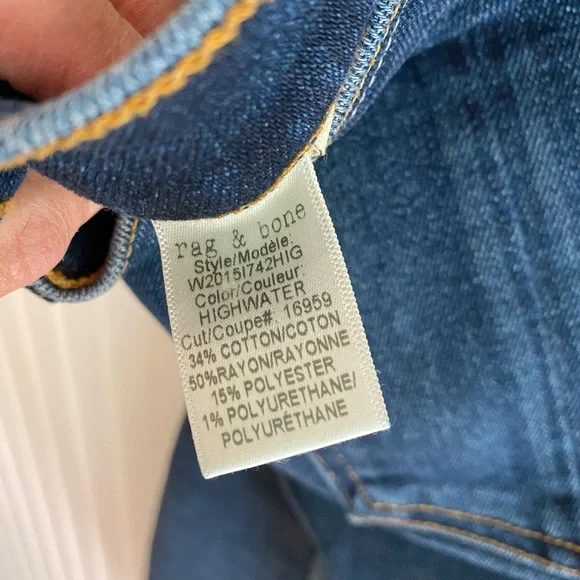 rag & bone
Style/Modèle:
W2015I742HIG
Color/Couleur:
HIGHWATER
Cut/Coupe#: 16959
34% COTTON/COTON
50%RAYON/RAYONNE
15% POLYESTER
1% POLYURETHANE/
POLYURÉTHANE